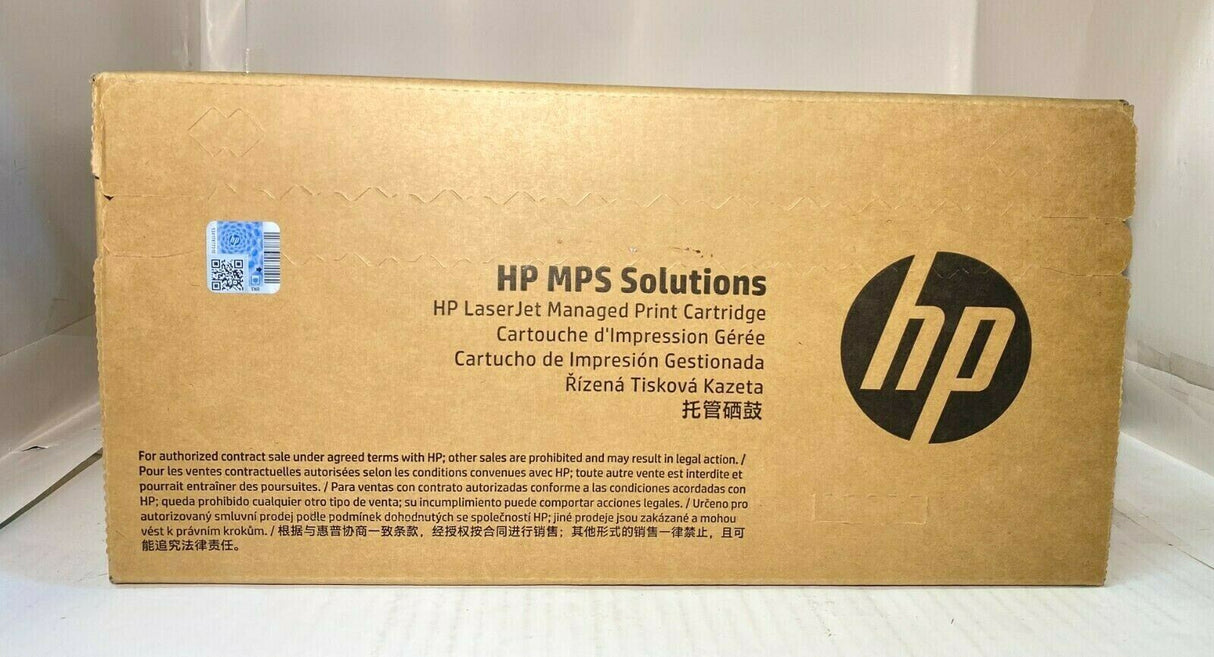 HP MPS Solutions
HP LaserJet Managed Print Cartridge
Cartouche d'Impression Gérée
Cartucho de Impresión Gestionada
Řízená Tisková Kazeta
托管硒鼓
hp
For authorized contract sale under agreed terms with HP; other sales are prohibited and may result in legal action. /
Pour les ventes contractuelles autorisées selon les conditions convenues avec HP; toute autre vente est interdite et
pourrait entraîner des poursuites. / Para ventas con contrato autorizadas conforme a las condiciones acordadas con
HP; queda prohibido cualquier otro tipo de venta; su incumplimiento puede comportar acciones legales. / Určeno pro
autorizovaný smluvní prodej podle podmínek dohodnutých se společností HP; jiné prodeje jsou zakázané a mohou
vést k právním krokům. / 根据与惠普协商一致条款，经授权按合同进行销售；其他形式的销售一律禁止，且可
能追究法律责任。